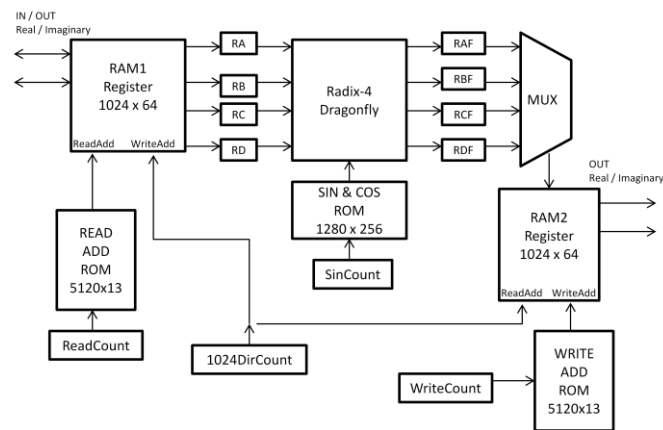 IN / OUT
Real / Imaginary
RAM1
Register
1024 x 64
ReadAdd WriteAdd
RA
RB
RC
RD
Radix-4
Dragonfly
RAF
RBF
RCF
RDF
MUX
OUT
Real / Imaginary
SIN & COS
ROM
1280 x 256
SinCount
READ
ADD
ROM
5120x13
ReadCount
1024DirCount
RAM2
Register
1024 x 64
ReadAdd WriteAdd
WriteCount
WRITE
ADD
ROM
5120x13